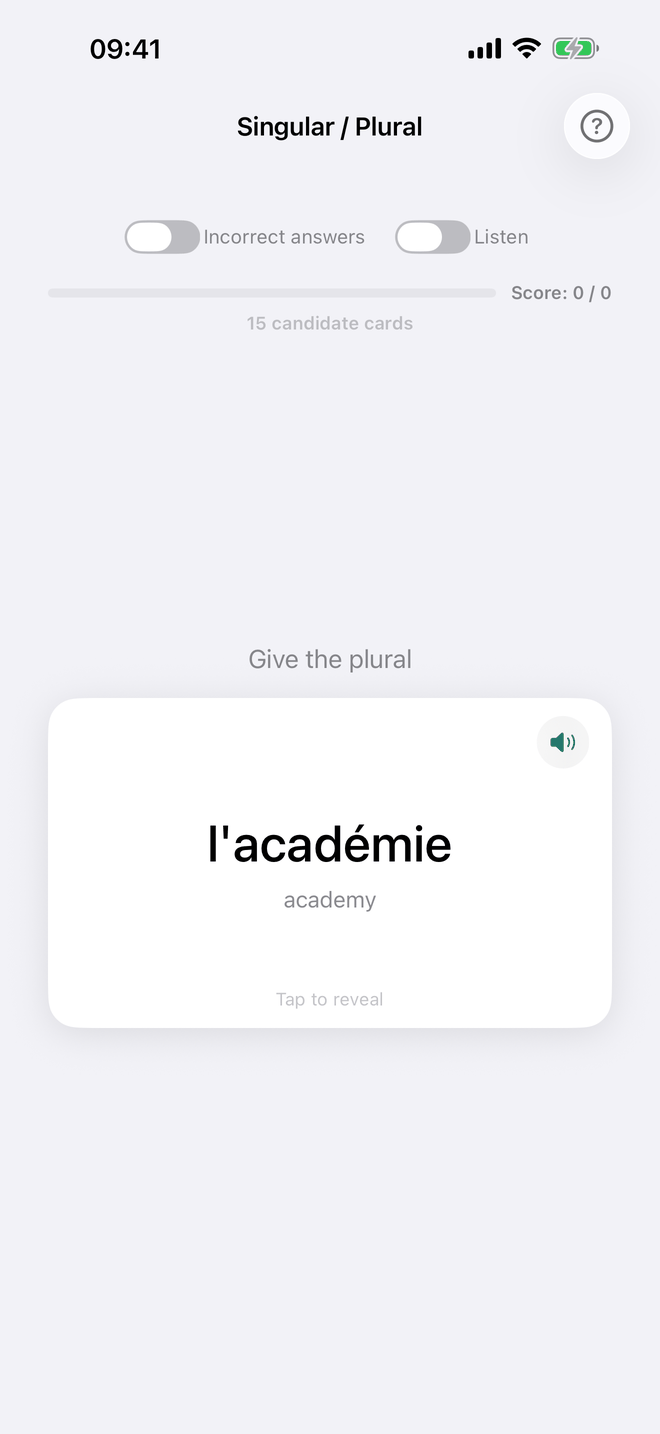 09:41
Singular / Plural
?
Incorrect answers Listen
Score: 0 / 0
15 candidate cards
Give the plural
l'académie
academy
Tap to reveal